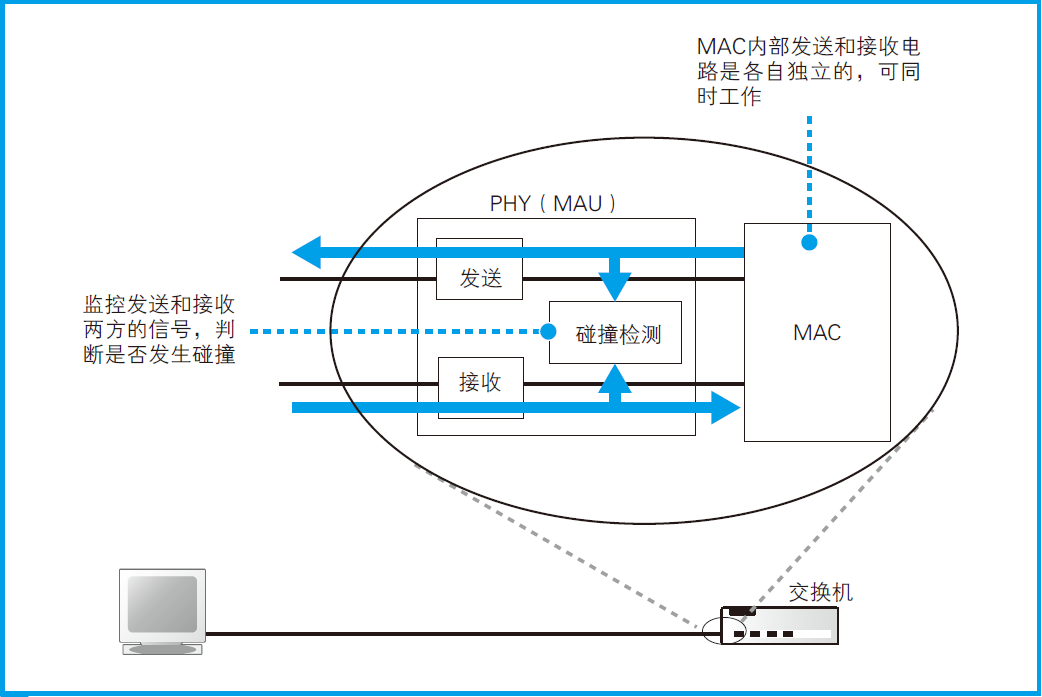 MAC内部发送和接收电
路是各自独立的，可同
时工作
PHY（MAU）
发送
监控发送和接收
两方的信号，判
断是否发生碰撞
碰撞检测
MAC
接收
交换机